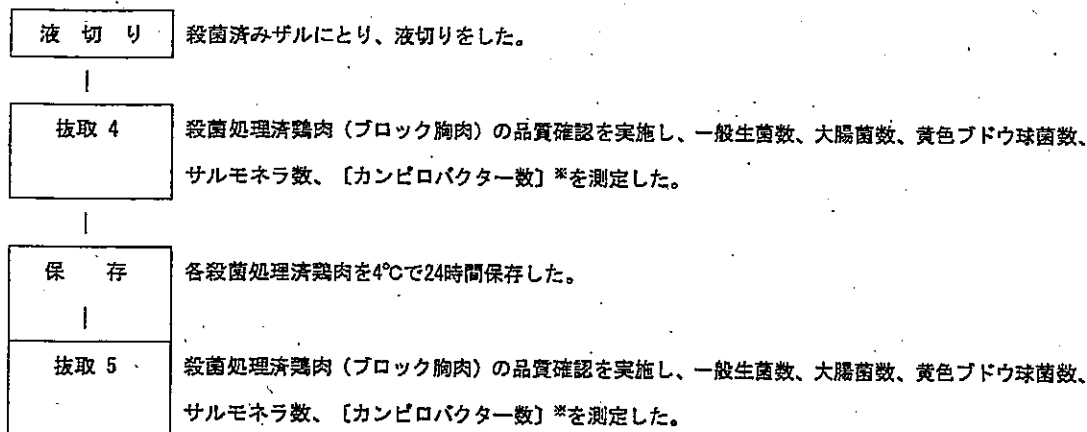 液 切 り 殺菌済みザルにとり、液切りをした。
抜取 4 殺菌処理済鶏肉（ブロック胸肉）の品質確認を実施し、一般生菌数、大腸菌数、黄色ブドウ球菌数、
サルモネラ数、〔カンピロバクター数〕※を測定した。
保 存 各殺菌処理済鶏肉を4℃で24時間保存した。
抜取 5 殺菌処理済鶏肉（ブロック胸肉）の品質確認を実施し、一般生菌数、大腸菌数、黄色ブドウ球菌数、
サルモネラ数、〔カンピロバクター数〕※を測定した。